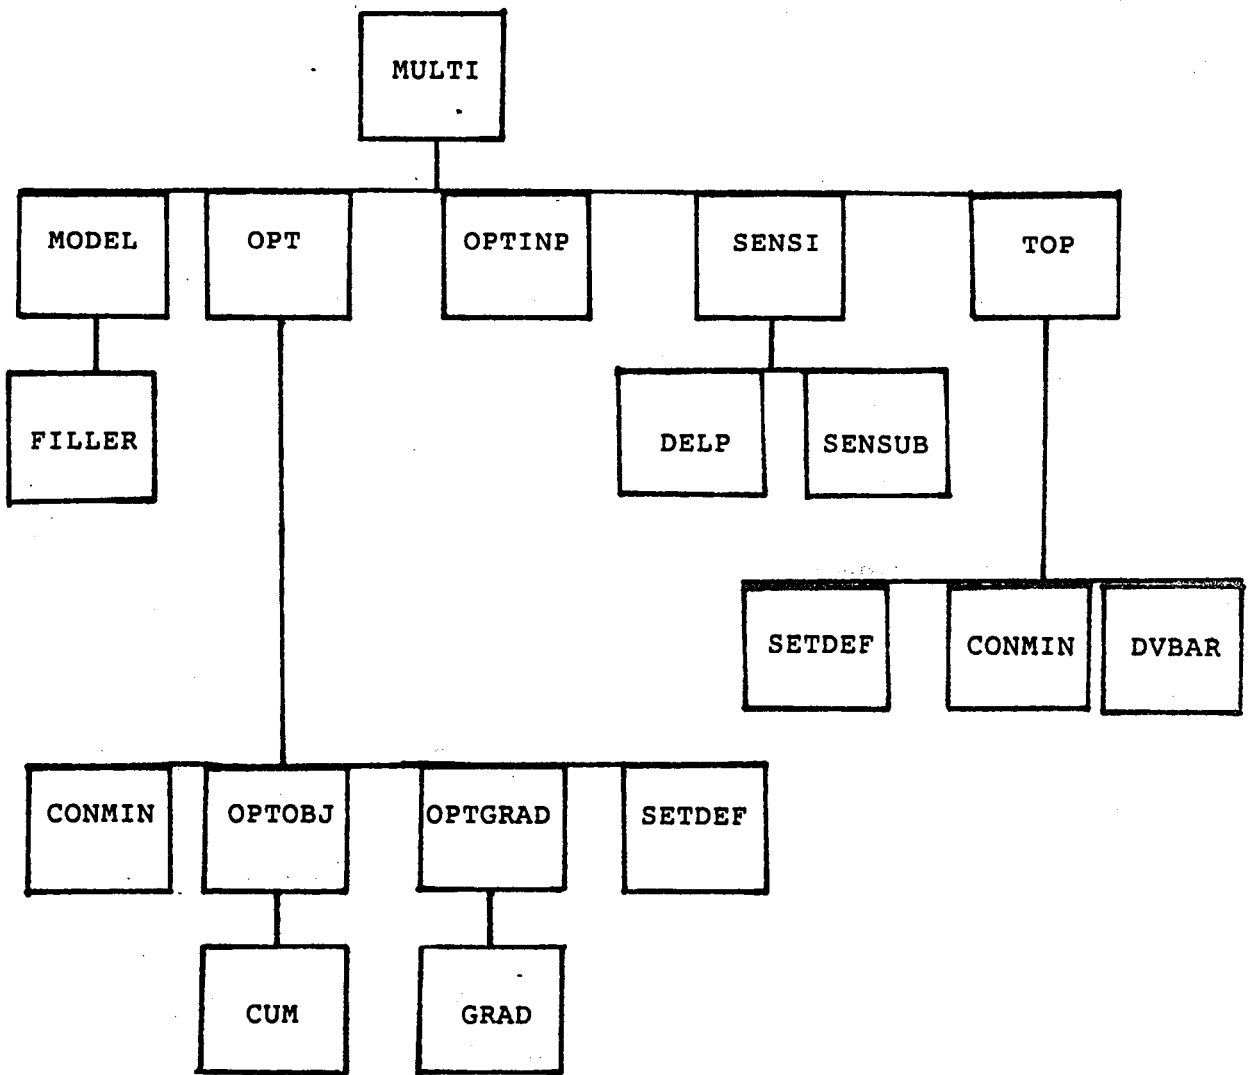 MULTI
MODEL
OPT
OPTINP
SENSI
TOP
FILLER
DELP
SENSUB
SETDEF
CONMIN
DVBAR
CONMIN
OPTOBJ
OPTGRAD
SETDEF
CUM
GRAD